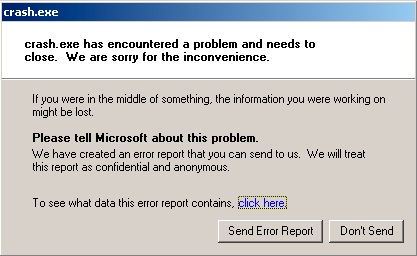 crash.exe
crash.exe has encountered a problem and needs to
close.  We are sorry for the inconvenience.
If you were in the middle of something, the information you were working on
might be lost.
Please tell Microsoft about this problem.
We have created an error report that you can send to us.  We will treat
this report as confidential and anonymous.
To see what data this error report contains, click here.
Send Error Report
Don't Send